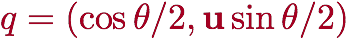 q = (cos θ/2, u sin θ/2)